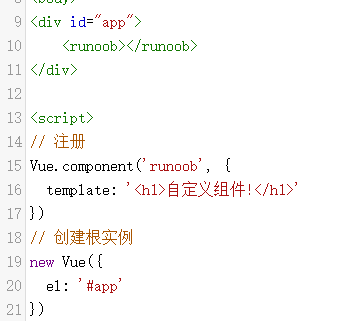 8 <body>
9 <div id="app">
10     <runoob></runoob>
11 </div>
12
13 <script>
14 // 注册
15 Vue.component('runoob', {
16   template: '<h1>自定义组件!</h1>'
17 })
18 // 创建根实例
19 new Vue({
20   el: '#app'
21 })